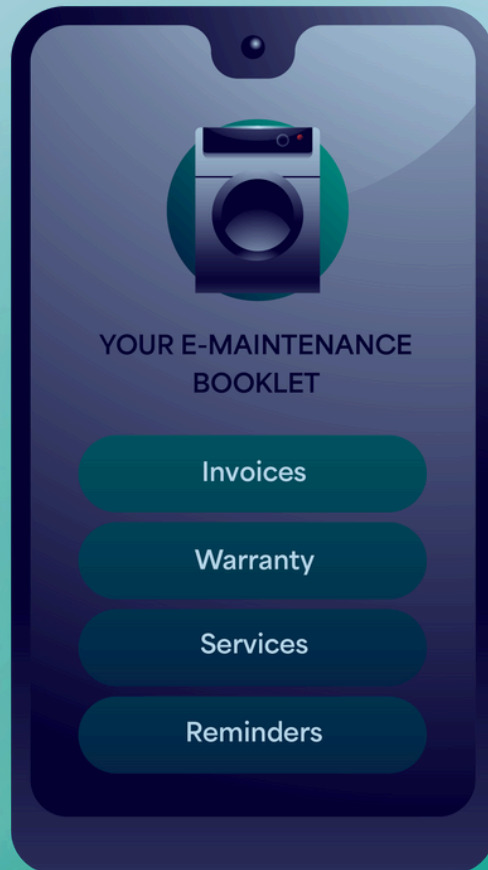 YOUR E-MAINTENANCE
BOOKLET
Invoices
Warranty
Services
Reminders